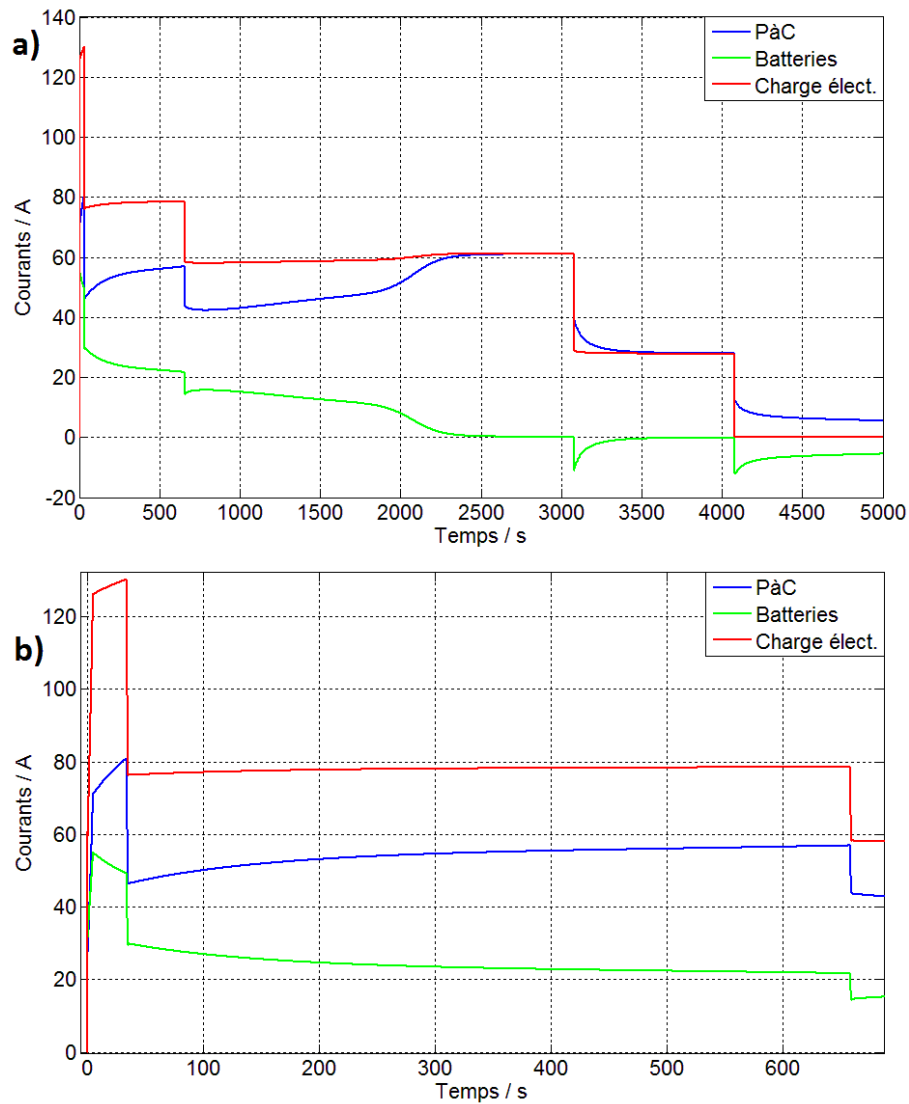 a)
140
120
100
80
60
40
20
0
-20
Courants / A
PàC
Batteries
Charge élect.
0 500 1000 1500 2000 2500 3000 3500 4000 4500 5000
Temps / s
b)
120
100
80
60
40
20
0
Courants / A
PàC
Batteries
Charge élect.
0 100 200 300 400 500 600
Temps / s